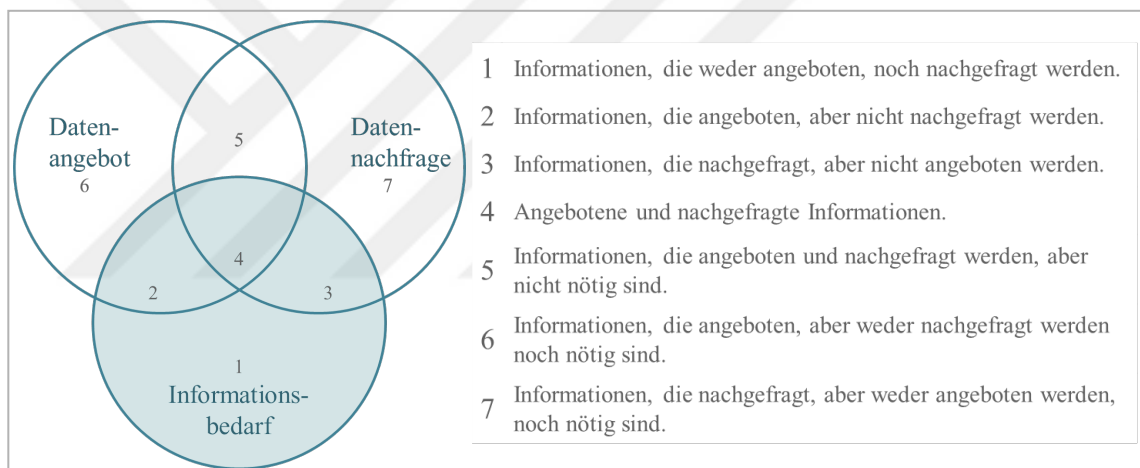 Daten-
angebot
6
5
Daten-
nachfrage
7
4
2
3
1
Informations-
bedarf
1 Informationen, die weder angeboten, noch nachgefragt werden.
2 Informationen, die angeboten, aber nicht nachgefragt werden.
3 Informationen, die nachgefragt, aber nicht angeboten werden.
4 Angebotene und nachgefragte Informationen.
5 Informationen, die angeboten und nachgefragt werden, aber
nicht nötig sind.
6 Informationen, die angeboten, aber weder nachgefragt werden
noch nötig sind.
7 Informationen, die nachgefragt, aber weder angeboten werden,
noch nötig sind.